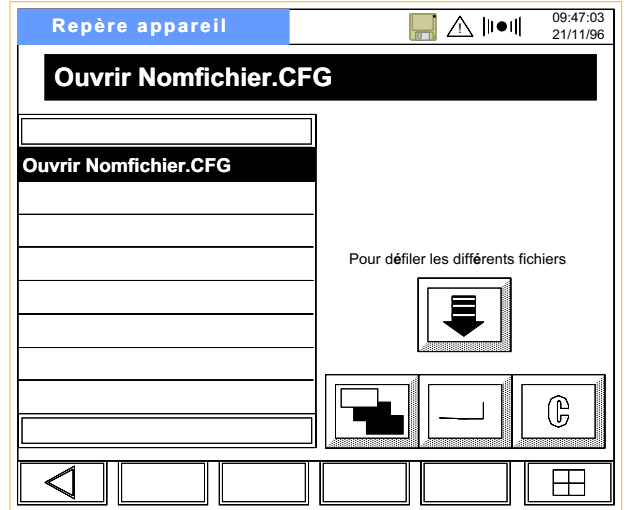 Repère appareil
09:47:03
21/11/96
Ouvrir Nomfichier.CFG
Ouvrir Nomfichier.CFG
Pour défiler les différents fichiers
C